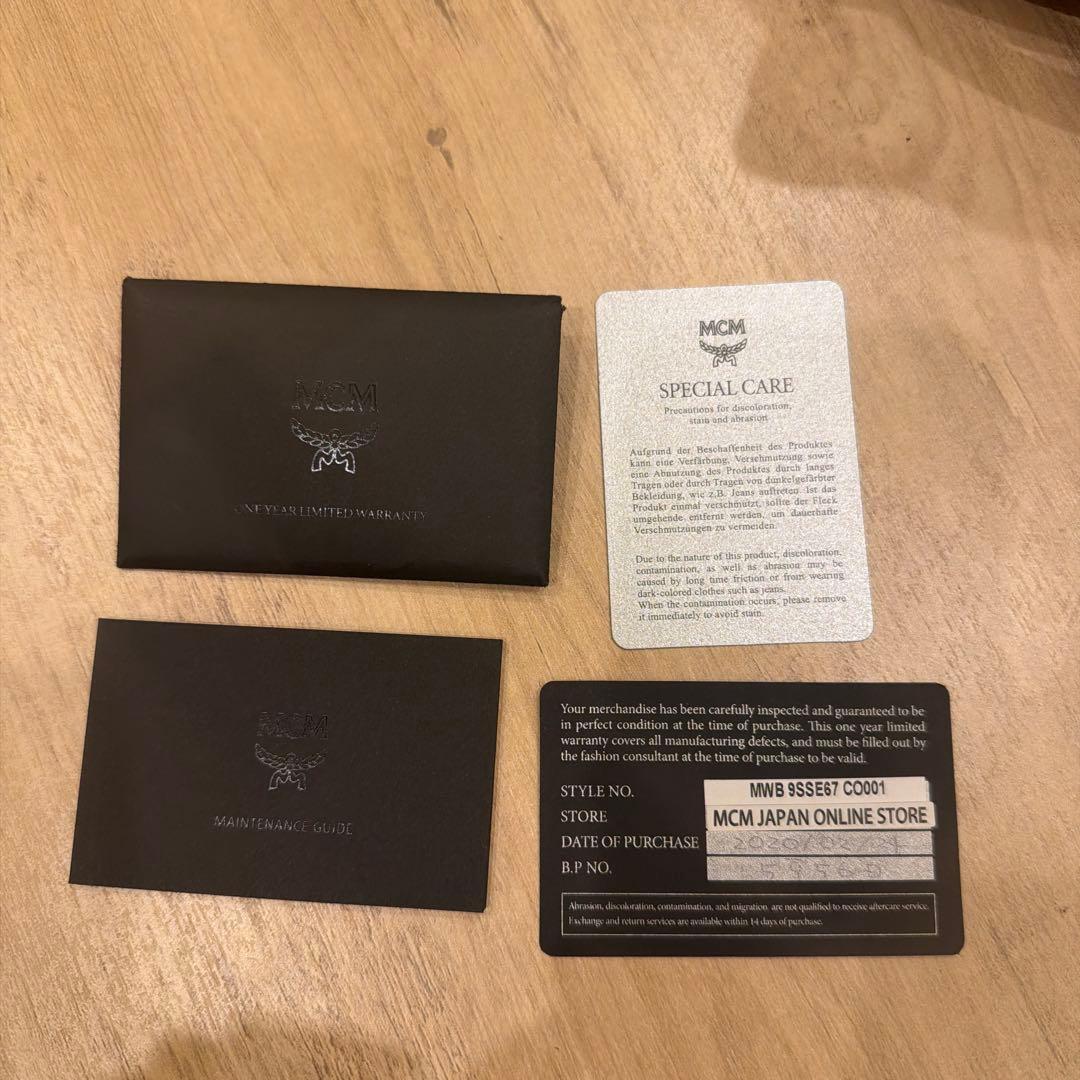 MCM
ONE YEAR LIMITED WARRANTY
MCM
SPECIAL CARE
Precautions for discoloration,
stain and abrasion
Aufgrund der Beschaffenheit des Produktes
kann eine Verfärbung, Verschmutzung sowie
eine Abnutzung des Produktes durch langes
Tragen oder durch Tragen von dunkelgefärbter
Bekleidung, wie z.B. Jeans auftreten. Ist das
Produkt einmal verschmutzt, sollte der Fleck
umgehende entfernt werden, um dauerhafte
Verschmutzungen zu vermeiden.
Due to the nature of this product, discoloration,
contamination, as well as abrasion may be
caused by long time friction or from wearing
dark-colored clothes such as jeans.
When the contamination occurs, please remove
it immediately to avoid stain.
MCM
MAINTENANCE GUIDE
Your merchandise has been carefully inspected and guaranteed to be
in perfect condition at the time of purchase. This one year limited
warranty covers all manufacturing defects, and must be filled out by
the fashion consultant at the time of purchase to be valid.
STYLE NO. MWB 9SSE67 CO001
STORE MCM JAPAN ONLINE STORE
DATE OF PURCHASE
B.P NO.
Abrasion, discoloration, contamination, and migration are not qualified to receive aftercare service.
Exchange and return services are available within 14 days of purchase.